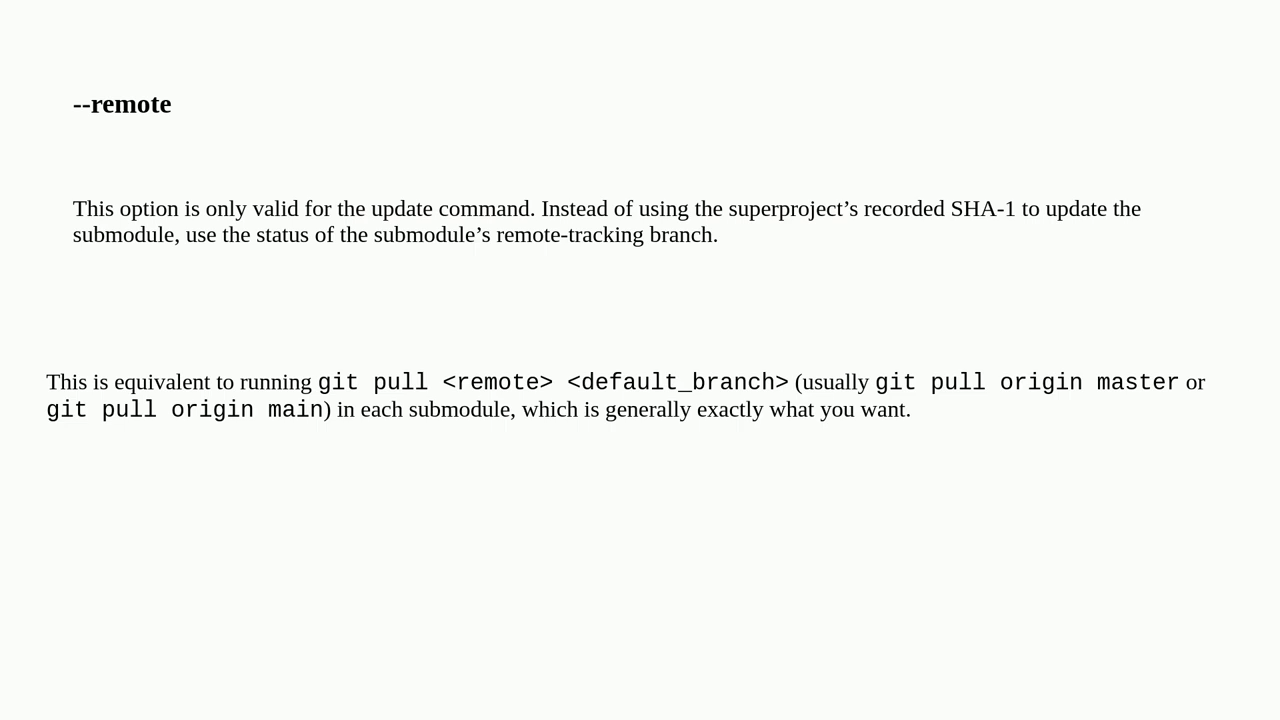 --remote
This option is only valid for the update command. Instead of using the superproject’s recorded SHA-1 to update the
submodule, use the status of the submodule’s remote-tracking branch.
This is equivalent to running git pull <remote> <default_branch> (usually git pull origin master or
git pull origin main) in each submodule, which is generally exactly what you want.